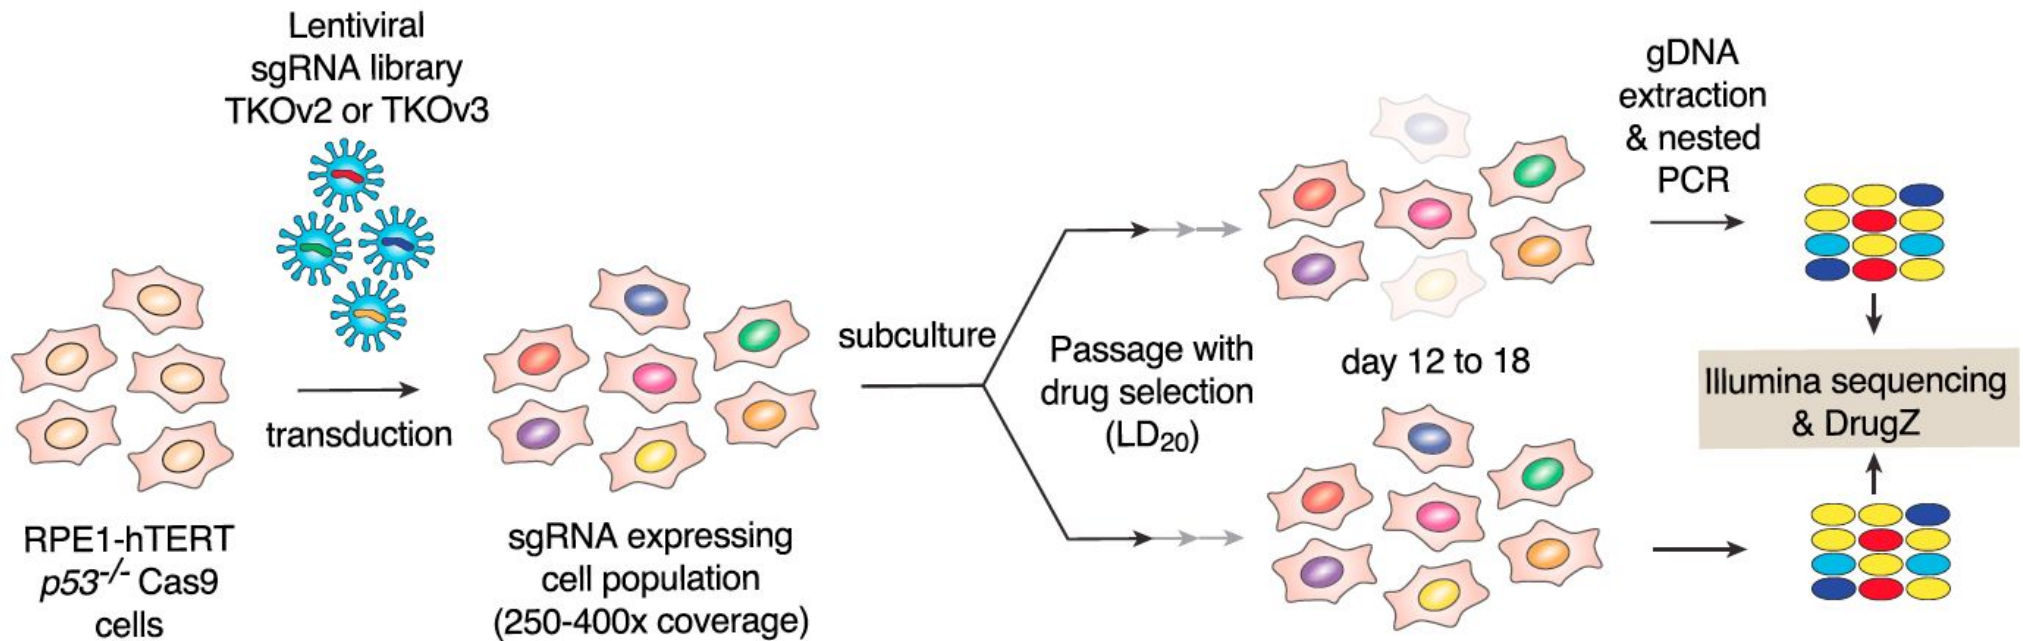 Lentiviral
sgRNA library
TKOv2 or TKOv3
RPE1-hTERT
p53-/- Cas9
cells
transduction
sgRNA expressing
cell population
(250-400x coverage)
subculture
Passage with
drug selection
(LD20)
day 12 to 18
gDNA
extraction
& nested
PCR
Illumina sequencing
& DrugZ